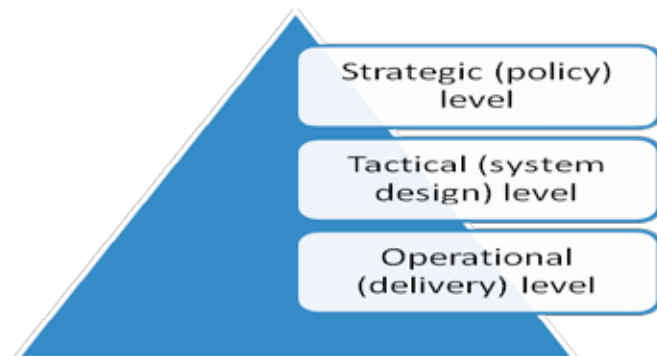 Strategic (policy)
level
Tactical (system
design) level
Operational
(delivery) level